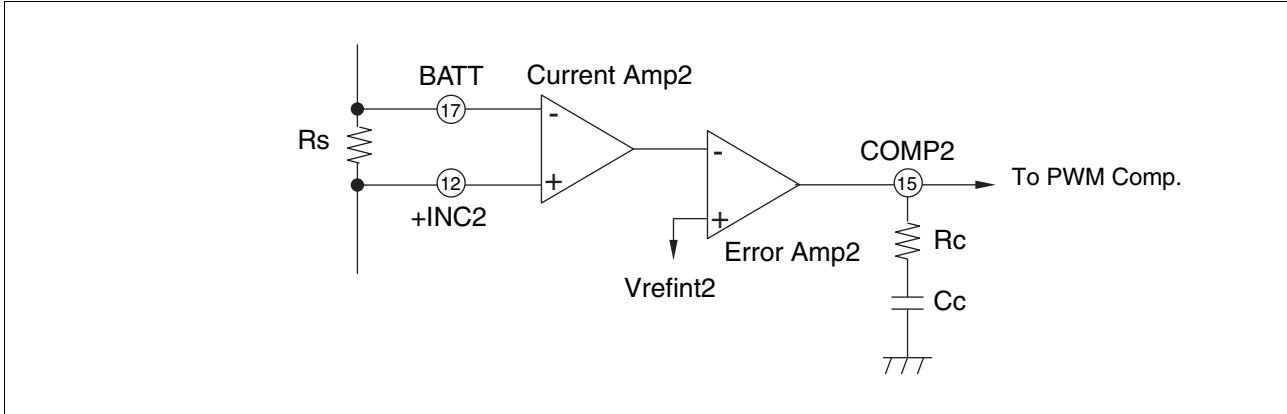 BATT
Current Amp2
17
-
Rs
-
COMP2
12
+
15
To PWM Comp.
+INC2
+
Rc
Error Amp2
Vrefint2
Cc